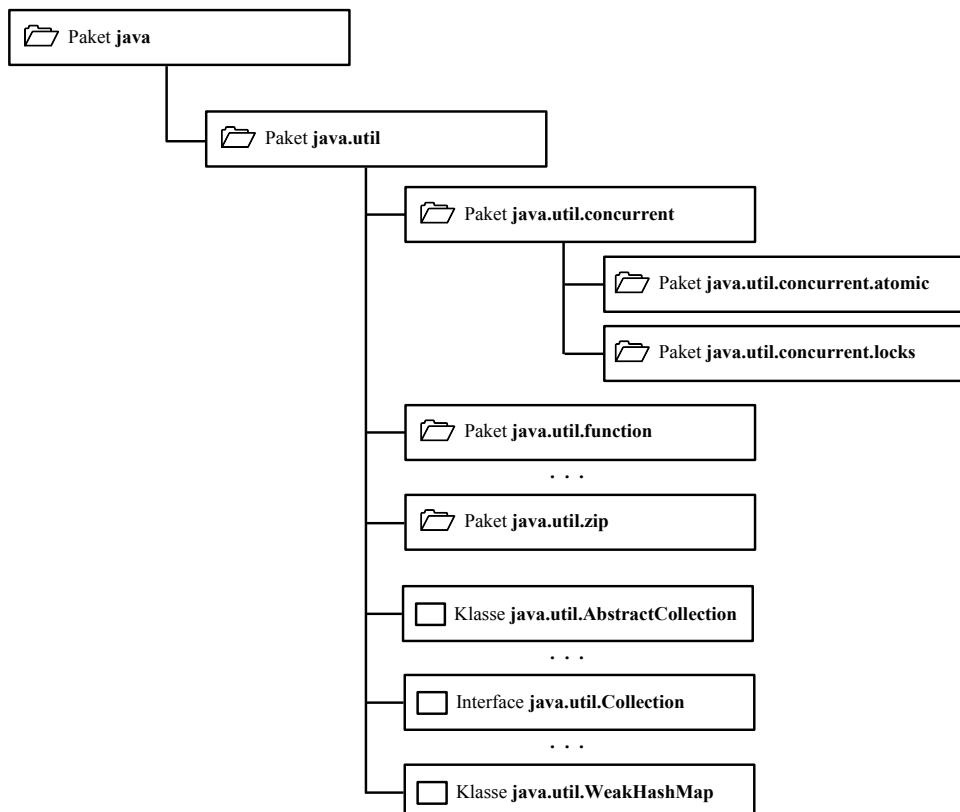 Paket java
Paket java.util
Paket java.util.concurrent
Paket java.util.concurrent.atomic
Paket java.util.concurrent.locks
Paket java.util.function
. . .
Paket java.util.zip
Klasse java.util.AbstractCollection
. . .
Interface java.util.Collection
. . .
Klasse java.util.WeakHashMap